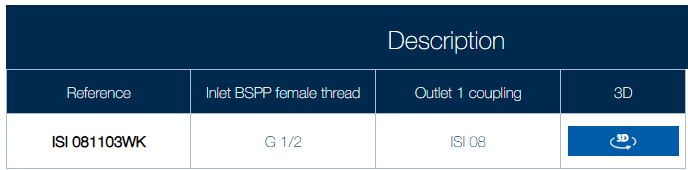 Description
Reference Inlet BSPP female thread Outlet 1 coupling 3D
ISI 081103WK G 1/2 ISI 08 3D